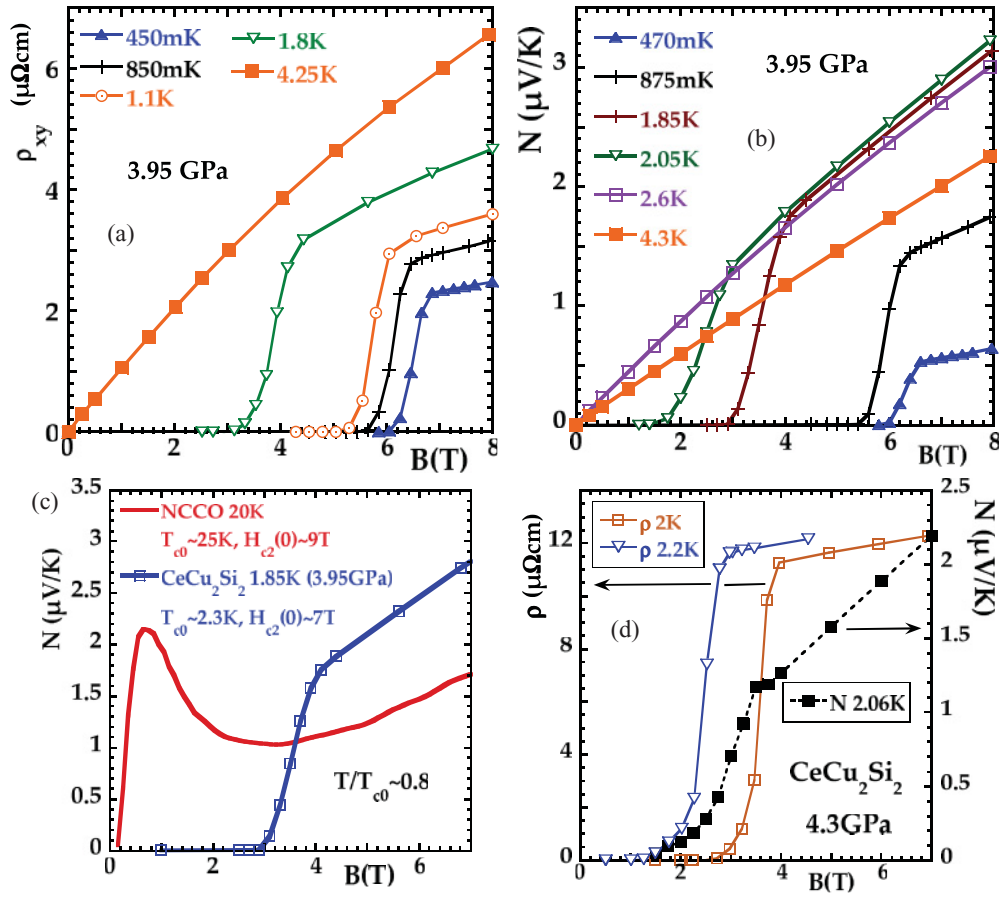 ρxy (μΩcm)
6
4
2
0
450mK
850mK
1.1K
1.8K
4.25K
3.95 GPa
(a)
0
2
4
6
8
B(T)
N (μV/K)
3
2
1
0
470mK
875mK
1.85K
2.05K
2.6K
4.3K
3.95 GPa
(b)
0
2
4
6
8
B(T)
(c)
N (μV/K)
3.5
3
2.5
2
1.5
1
0.5
0
NCCO 20K
Tc0~25K, Hc2(0)~9T
CeCu2Si2 1.85K (3.95GPa)
Tc0~2.3K, Hc2(0)~7T
T/Tc0~0.8
0
2
4
6
B(T)
ρ (μΩcm)
12
8
4
0
ρ 2K
ρ 2.2K
(d)
N 2.06K
CeCu2Si2
4.3GPa
0
2
4
6
B(T)
2.5
2
1.5
1
0.5
0
N (μV/K)